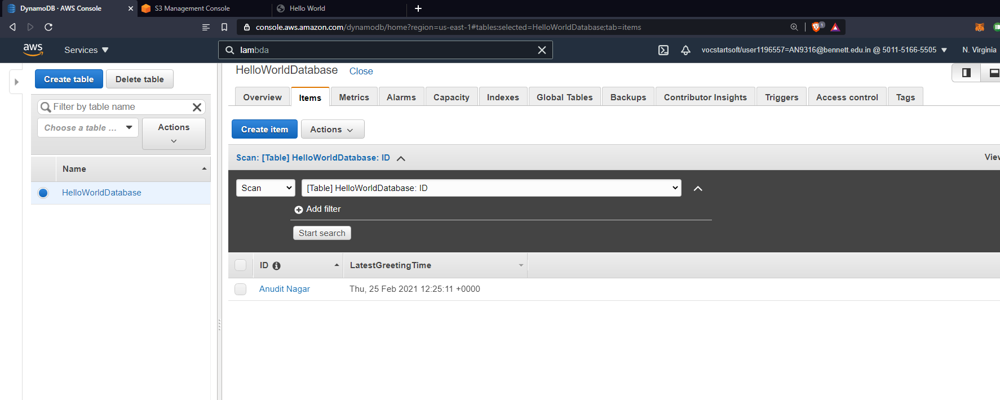 DynamoDB · AWS Console
S3 Management Console
Hello World
console.aws.amazon.com/dynamodb/home?region=us-east-1#tables:selected=HelloWorldDatabase;tab=items
1
aws
Services
lambda
vocstartsoft/user1196557=AN9316@bennett.edu.in @ 5011-5166-5505
N. Virginia
Create table
Delete table
Filter by table name
Choose a table ...
Actions
Name
HelloWorldDatabase
HelloWorldDatabase
Close
Overview
Items
Metrics
Alarms
Capacity
Indexes
Global Tables
Backups
Contributor Insights
Triggers
Access control
Tags
Create item
Actions
Scan: [Table] HelloWorldDatabase: ID
Scan
[Table] HelloWorldDatabase: ID
Add filter
Start search
ID
LatestGreetingTime
Anudit Nagar
Thu, 25 Feb 2021 12:25:11 +0000